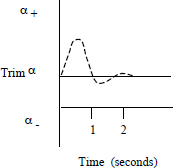 α+
Trim α
α-
1 2
Time (seconds)